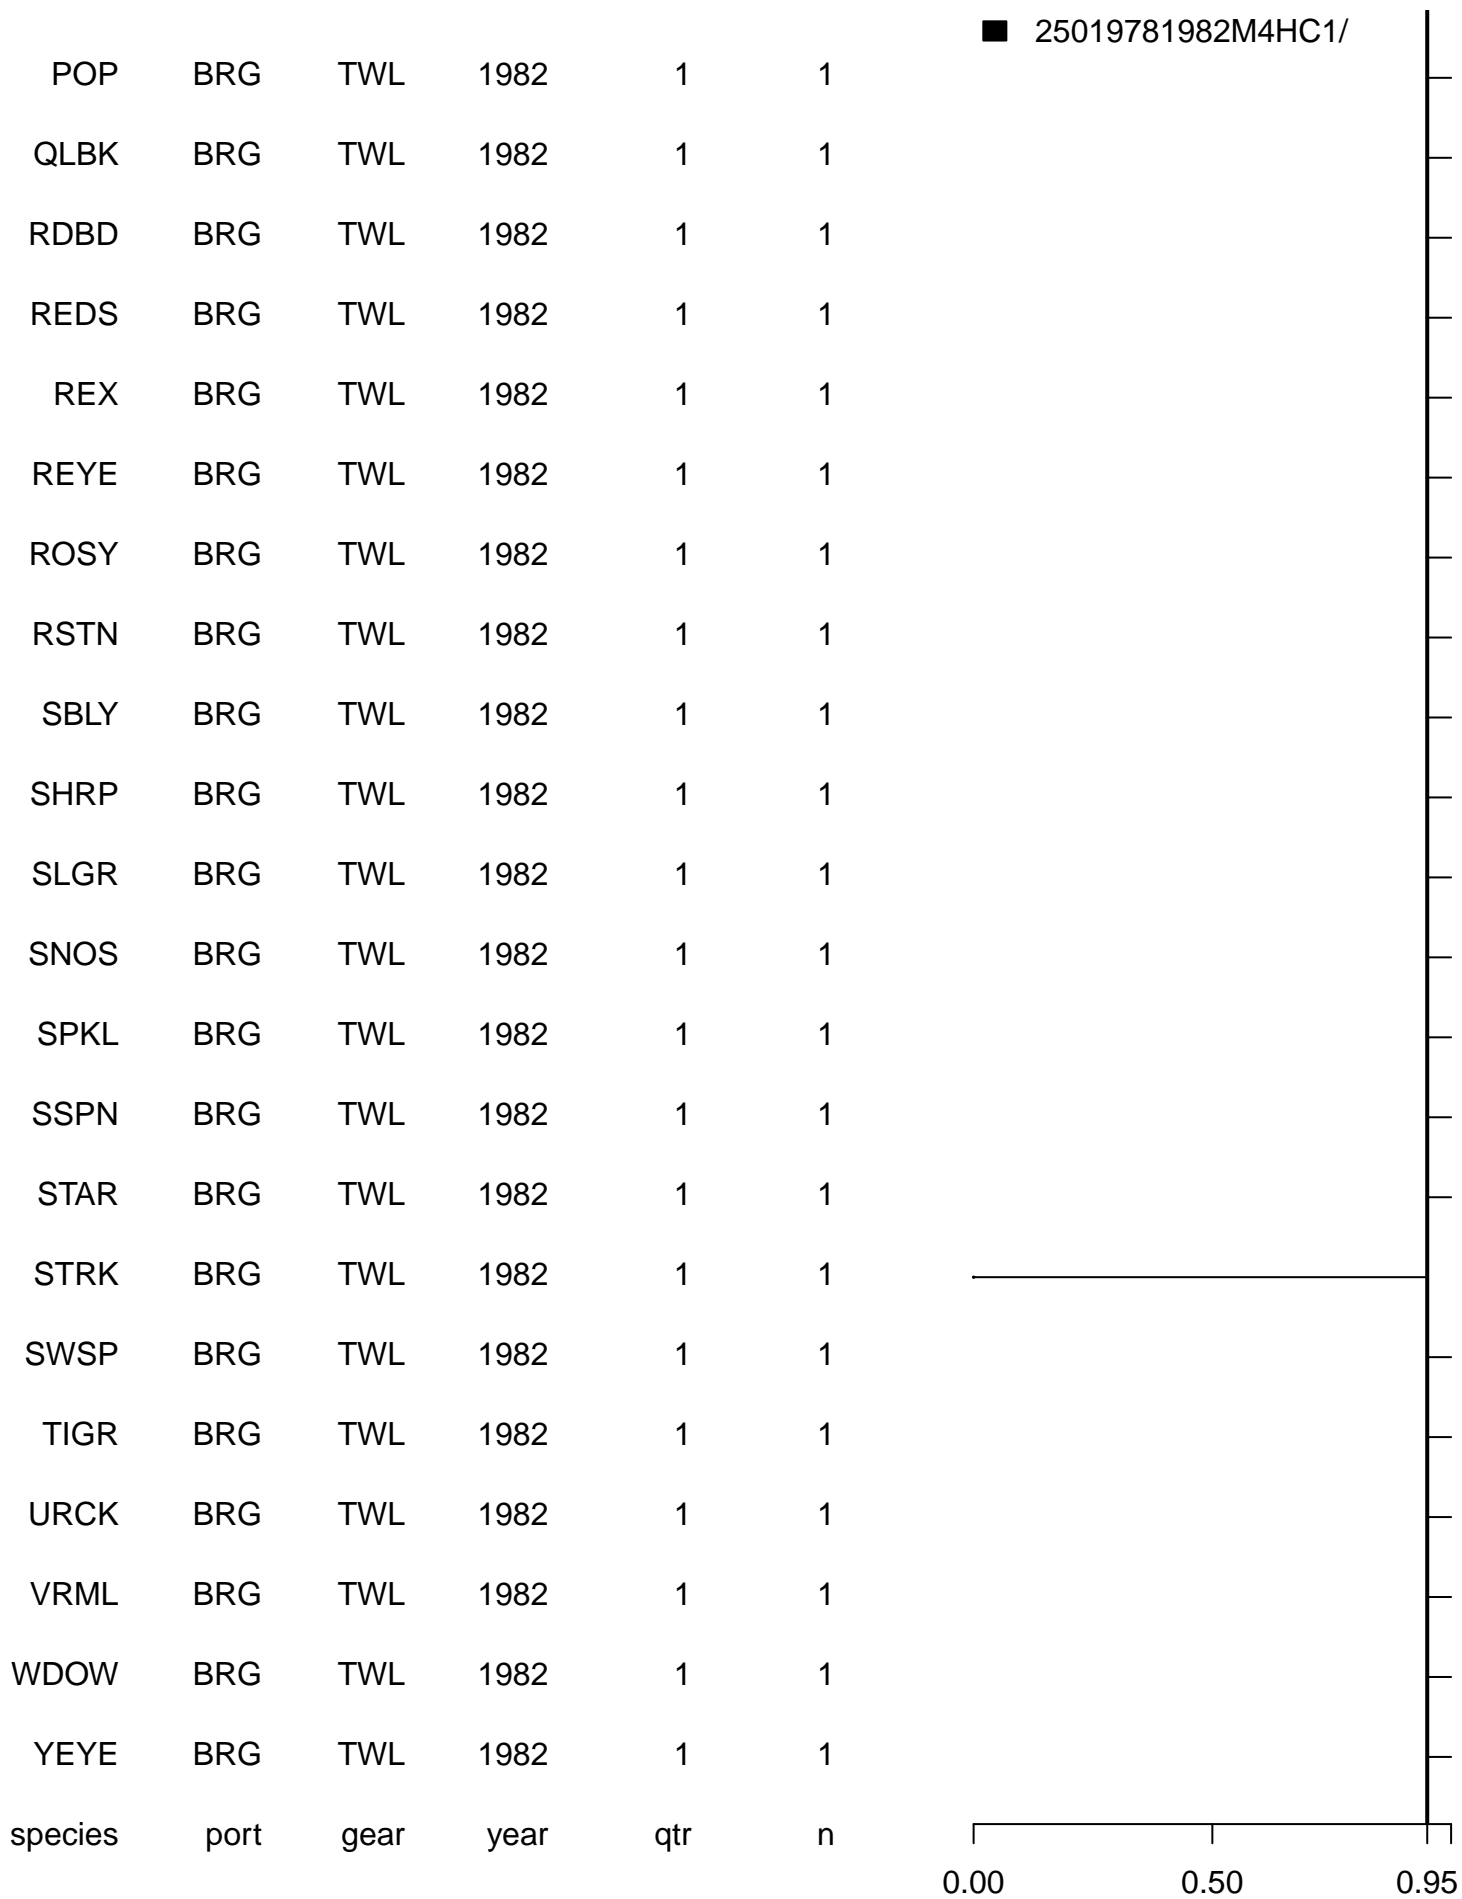 25019781982M4HC1/
POP BRG TWL 1982 1 1
QLBK BRG TWL 1982 1 1
RDBD BRG TWL 1982 1 1
REDS BRG TWL 1982 1 1
REX BRG TWL 1982 1 1
REYE BRG TWL 1982 1 1
ROSY BRG TWL 1982 1 1
RSTN BRG TWL 1982 1 1
SBLY BRG TWL 1982 1 1
SHRP BRG TWL 1982 1 1
SLGR BRG TWL 1982 1 1
SNOS BRG TWL 1982 1 1
SPKL BRG TWL 1982 1 1
SSPN BRG TWL 1982 1 1
STAR BRG TWL 1982 1 1
STRK BRG TWL 1982 1 1
SWSP BRG TWL 1982 1 1
TIGR BRG TWL 1982 1 1
URCK BRG TWL 1982 1 1
VRML BRG TWL 1982 1 1
WDOW BRG TWL 1982 1 1
YEYE BRG TWL 1982 1 1
species port gear year qtr n
0.00 0.50 0.95